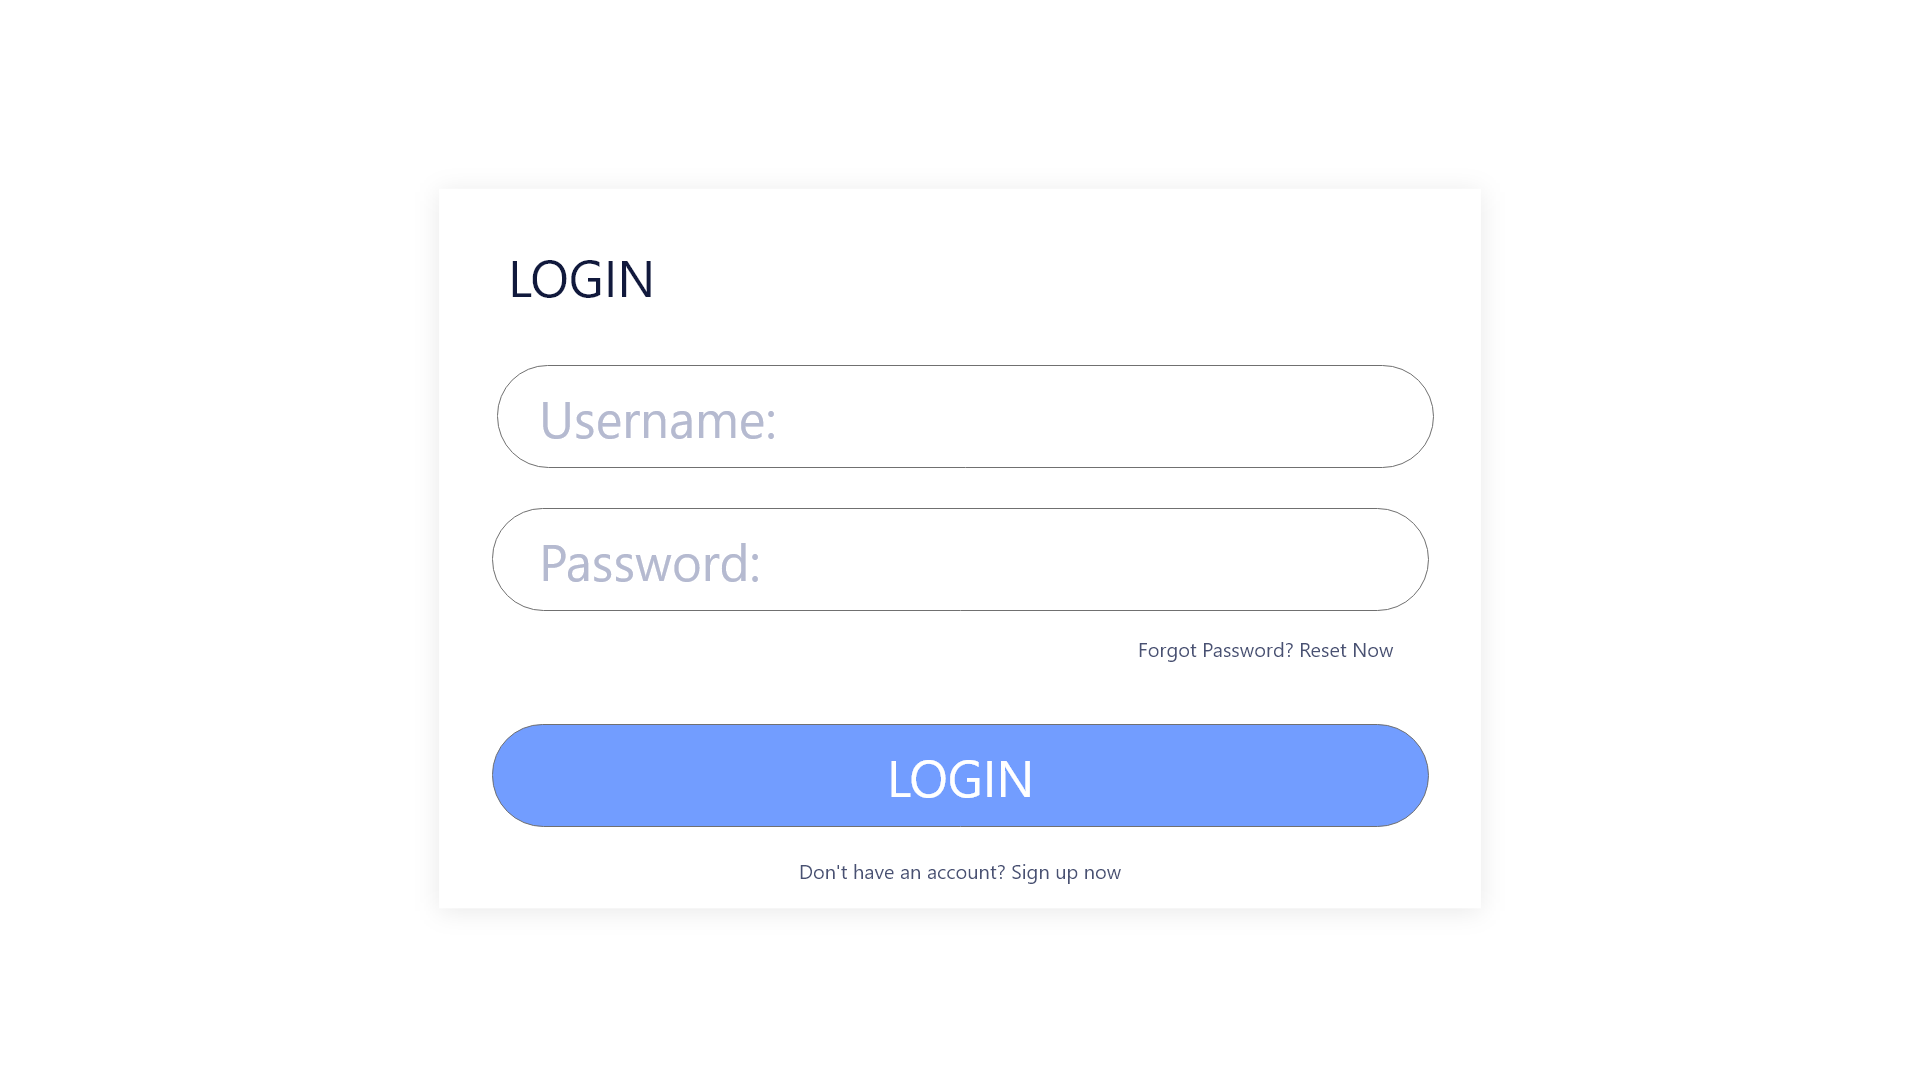 LOGIN
Username:
Password:
Forgot Password? Reset Now
LOGIN
Don't have an account? Sign up now